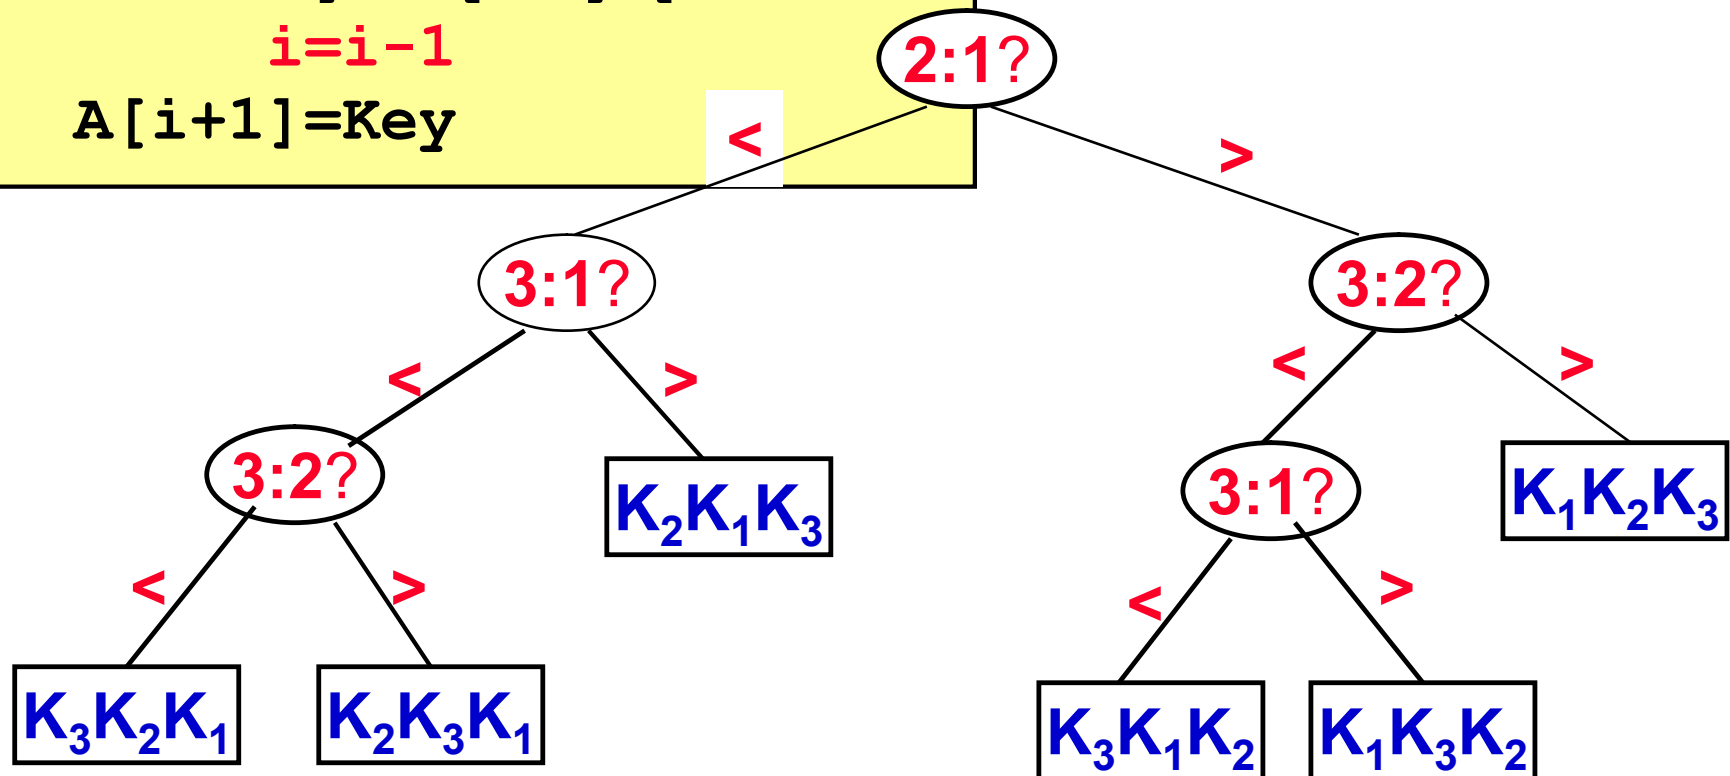 i=i-1
A[i+1]=Key
2:1?
<
>
3:1?
3:2?
<
>
<
>
3:2?
K₂K₁K₃
3:1?
K₁K₂K₃
<
>
<
>
K₃K₂K₁
K₂K₃K₁
K₃K₁K₂
K₁K₃K₂